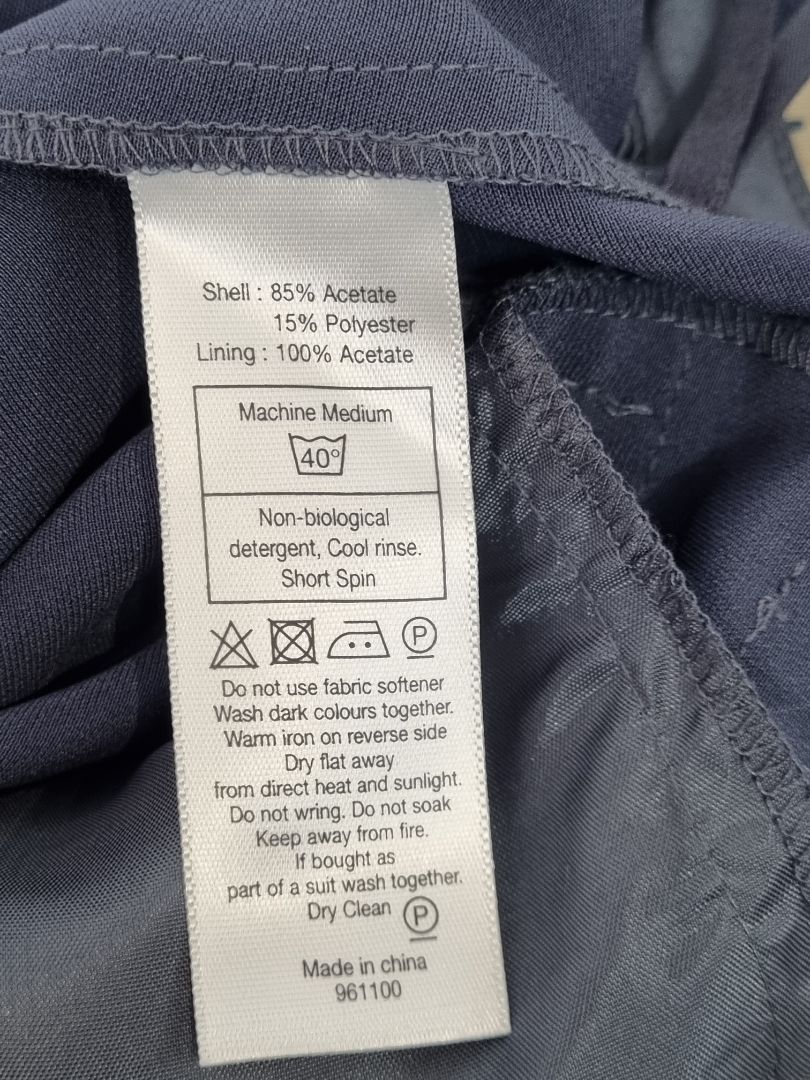 Shell : 85% Acetate
15% Polyester
Lining : 100% Acetate
Machine Medium
40°
Non-biological
detergent, Cool rinse.
Short Spin
P
Do not use fabric softener
Wash dark colours together.
Warm iron on reverse side
Dry flat away
from direct heat and sunlight.
Do not wring. Do not soak
Keep away from fire.
If bought as
part of a suit wash together.
Dry Clean P
Made in china
961100